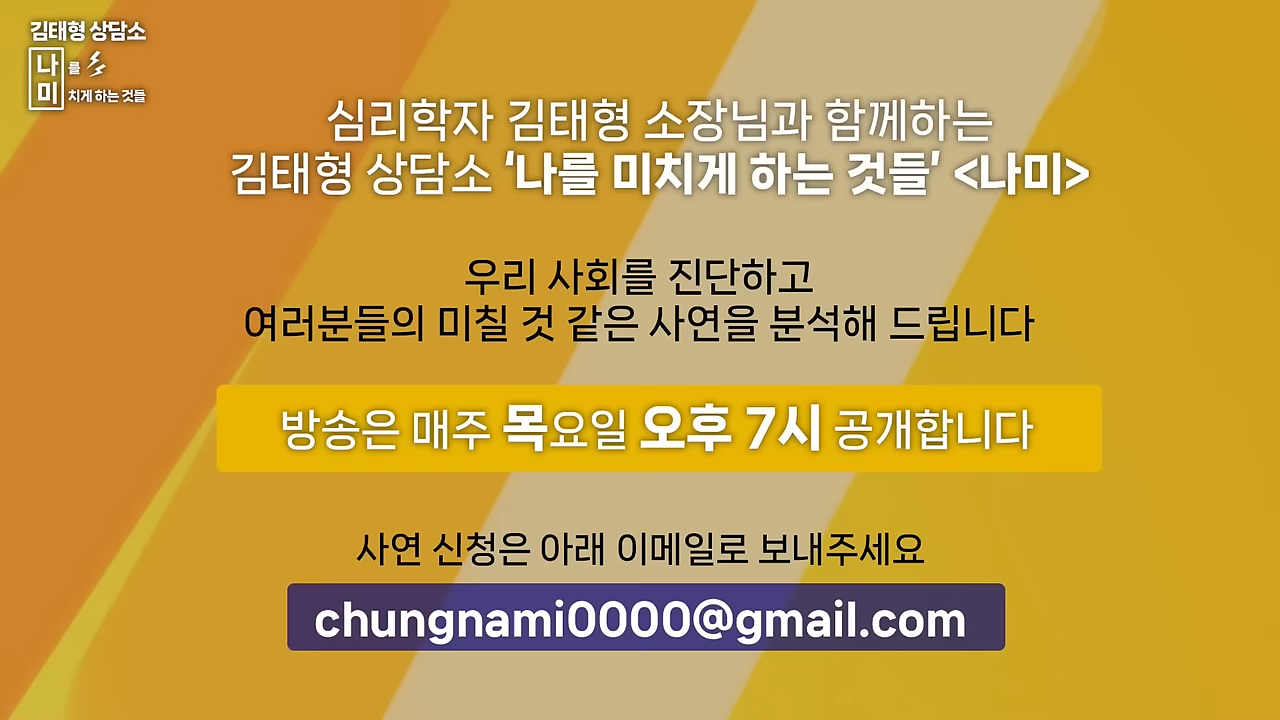 김태형 상담소
나를
미치게 하는 것들
심리학자 김태형 소장님과 함께하는
김태형 상담소 ‘나를 미치게 하는 것들’ <나미>
우리 사회를 진단하고
여러분들의 미칠 것 같은 사연을 분석해 드립니다
방송은 매주 목요일 오후 7시 공개합니다
사연 신청은 아래 이메일로 보내주세요
chungnami0000@gmail.com